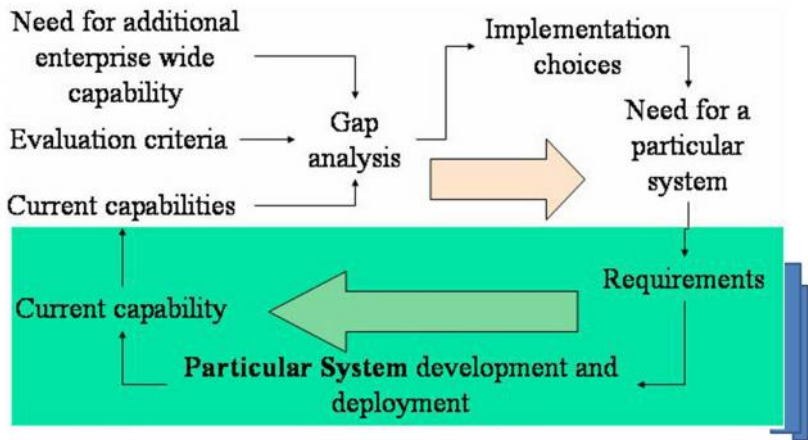 Need for additional
enterprise wide
capability
Implementation
choices
Evaluation criteria
Gap
analysis
Need for a
particular
system
Current capabilities
Requirements
Current capability
Particular System development and
deployment